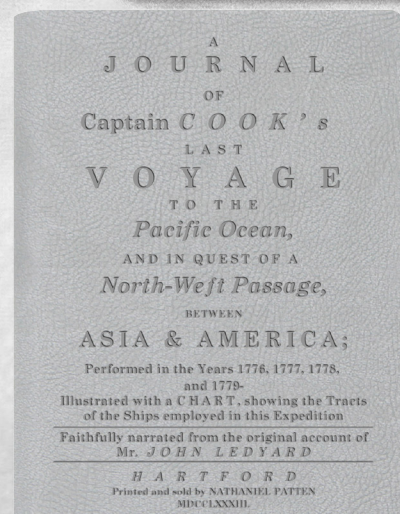 A
JOURNAL
OF
Captain COOK's
LAST
VOYAGE
TO THE
Pacific Ocean,
AND IN QUEST OF A
North-Weft Passage,
BETWEEN
ASIA & AMERICA;
Performed in the Years 1776, 1777, 1778,
and 1779-
Illustrated with a CHART, showing the Tracts
of the Ships employed in this Expedition
Faithfully narrated from the original account of
Mr. JOHN LEDYARD
HARTFORD
Printed and sold by NATHANIEL PATTEN
MDCCLXXXIII.